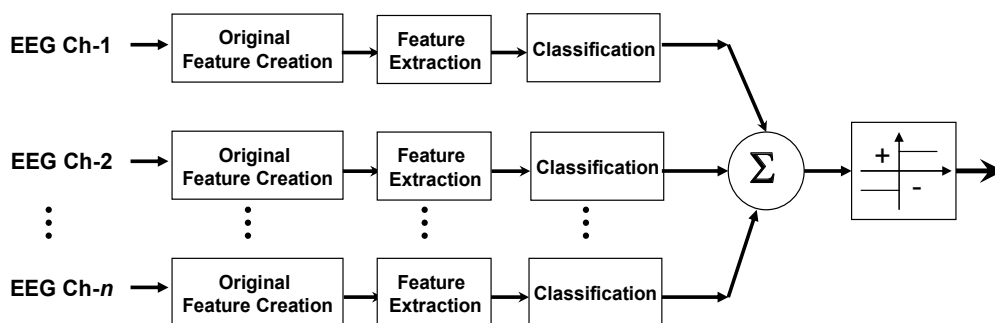 EEG Ch-1
Original
Feature Creation
Feature
Extraction
Classification
EEG Ch-2
Original
Feature Creation
Feature
Extraction
Classification
Σ
+
-
EEG Ch-n
Original
Feature Creation
Feature
Extraction
Classification